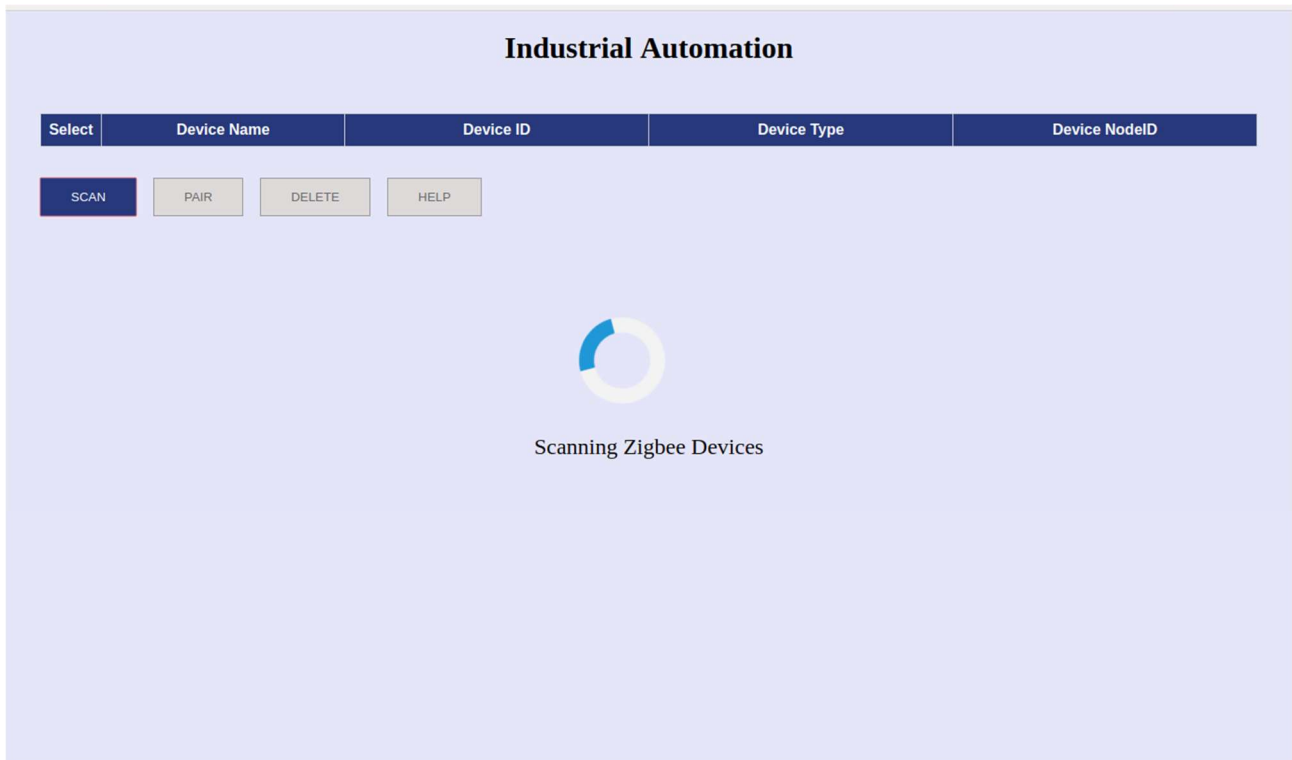 Industrial Automation
Select Device Name Device ID Device Type Device NodeID
SCAN PAIR DELETE HELP
Scanning Zigbee Devices